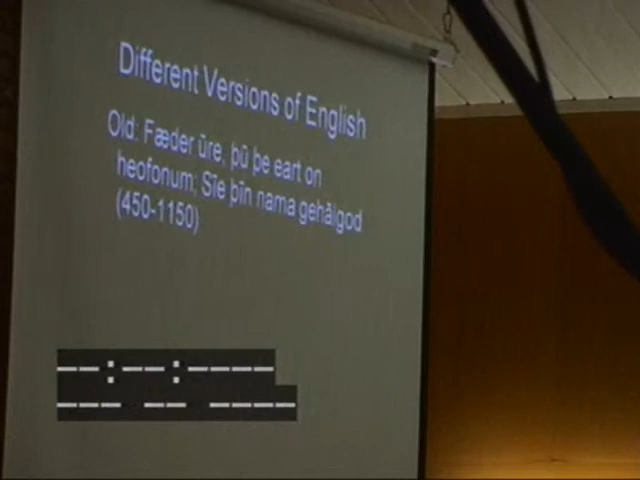 Different Versions of English
Old: Fæder ūre, þū þe eart on
heofonum; Sīe þīn nama gehālgod
(450-1150)
--:--:----
--- -- ----